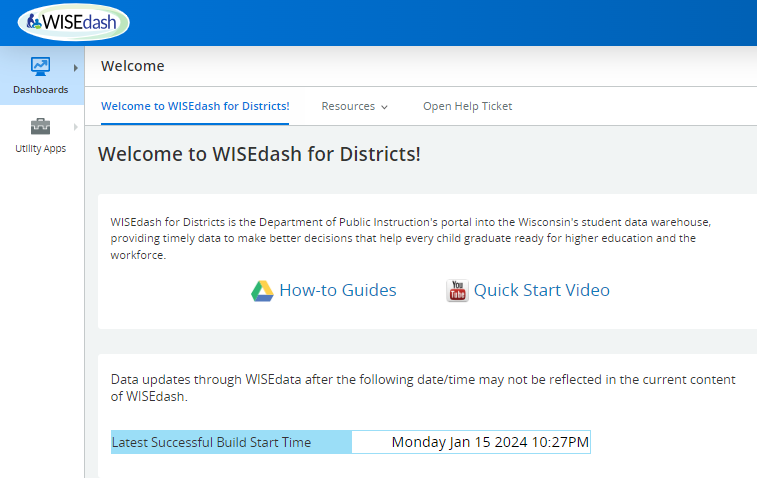 WISEdash
Welcome
Dashboards
Utility Apps
Welcome to WISEdash for Districts!
Resources
Open Help Ticket
Welcome to WISEdash for Districts!
WISEdash for Districts is the Department of Public Instruction's portal into the Wisconsin's student data warehouse,
providing timely data to make better decisions that help every child graduate ready for higher education and the
workforce.
How-to Guides
You
Tube
Quick Start Video
Data updates through WISEdata after the following date/time may not be reflected in the current content
of WISEdash.
Latest Successful Build Start Time Monday Jan 15 2024 10:27PM